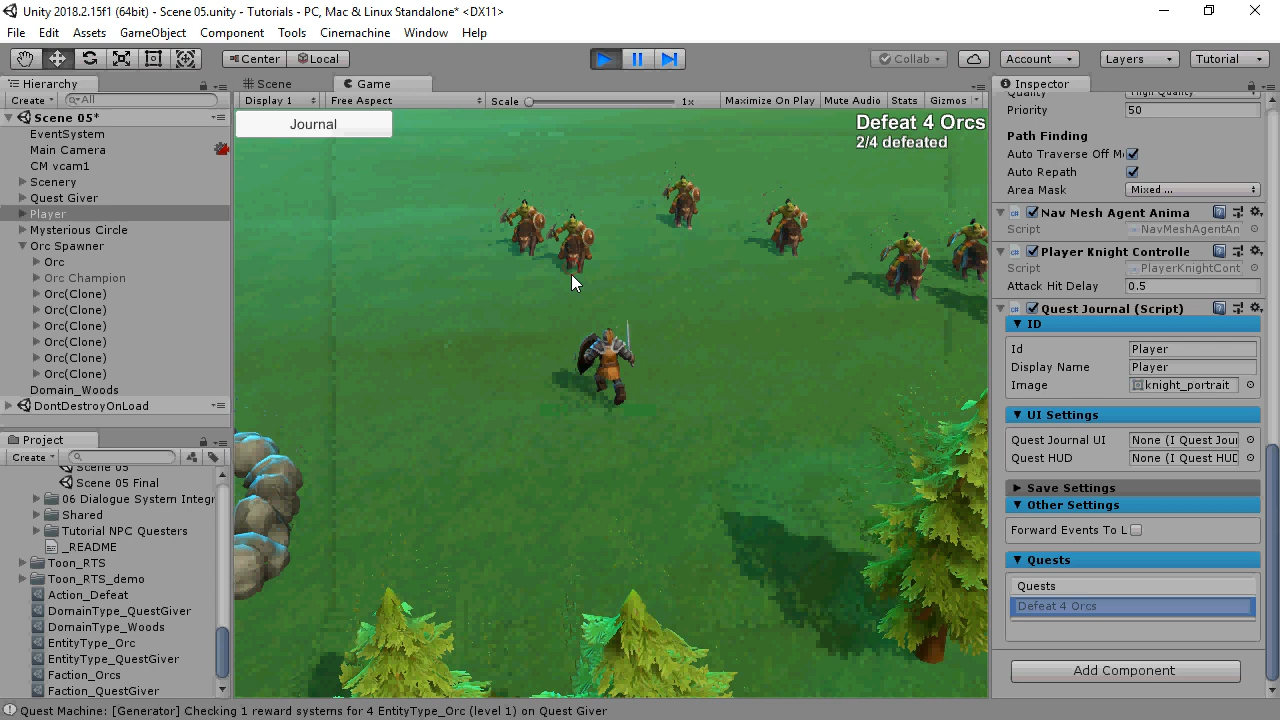 Unity 2018.2.15f1 (64bit) - Scene 05.unity - Tutorials - PC, Mac & Linux Standalone* <DX11>
File Edit Assets GameObject Component Tools Cinemachine Window Help
Center Local Collab Account Layers Tutorial
Hierarchy
Create All
Scene 05*
EventSystem
Main Camera
CM vcam1
Scenery
Quest Giver
Player
Mysterious Circle
Orc Spawner
Orc
Orc Champion
Orc(Clone)
Orc(Clone)
Orc(Clone)
Orc(Clone)
Orc(Clone)
Orc(Clone)
Domain_Woods
DontDestroyOnLoad
Project
Create
Scene 05
Scene 05 Final
06 Dialogue System Integr
Shared
Tutorial NPC Questers
_README
Toon_RTS
Toon_RTS_demo
Action_Defeat
DomainType_QuestGiver
DomainType_Woods
EntityType_Orc
EntityType_QuestGiver
Faction_Orcs
Faction_QuestGiver
Scene Game
Display 1 Free Aspect Scale 1x Maximize On Play Mute Audio Stats Gizmos
Journal
Defeat 4 Orcs
2/4 defeated
Inspector
Quality High Quality
Priority 50
Path Finding
Auto Traverse Off M
Auto Repath
Area Mask Mixed ...
Nav Mesh Agent Anima
Script NavMeshAgentAn
Player Knight Controlle
Script PlayerKnightCont
Attack Hit Delay 0.5
Quest Journal (Script)
ID
Id Player
Display Name Player
Image knight_portrait
UI Settings
Quest Journal UI None (I Quest Jour
Quest HUD None (I Quest HUD
Save Settings
Other Settings
Forward Events To L
Quests
Quests
Defeat 4 Orcs
Add Component
Quest Machine: [Generator] Checking 1 reward systems for 4 EntityType_Orc (level 1) on Quest Giver